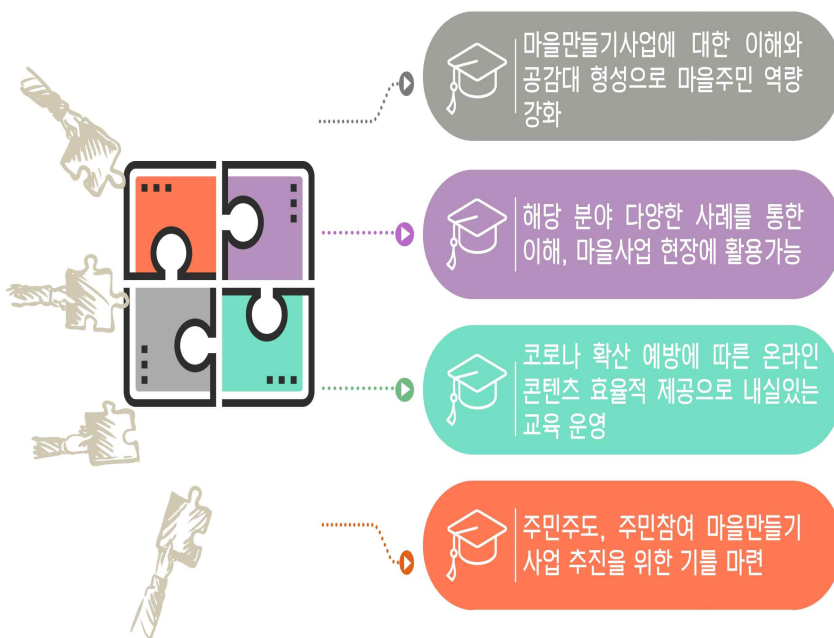 마을만들기사업에 대한 이해와
공감대 형성으로 마을주민 역량
강화
해당 분야 다양한 사례를 통한
이해, 마을사업 현장에 활용가능
코로나 확산 예방에 따른 온라인
콘텐츠 효율적 제공으로 내실있는
교육 운영
주민주도, 주민참여 마을만들기
사업 추진을 위한 기틀 마련